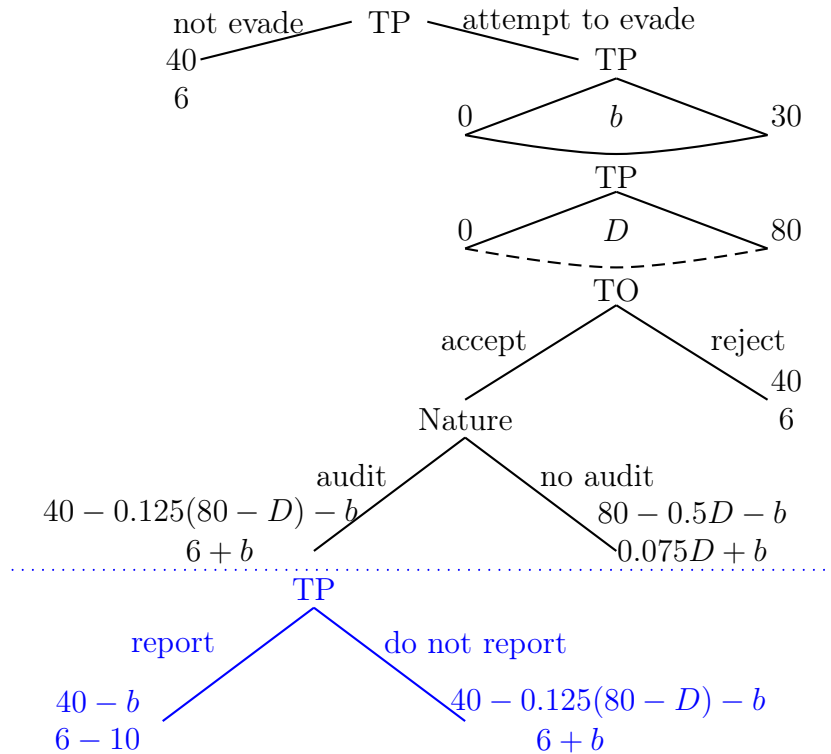 not evade TP attempt to evade
40 TP
6
0 b 30
TP
0 D 80
TO
accept reject
40
Nature 6
audit no audit
40 − 0.125(80 − D) − b 80 − 0.5D − b
6 + b 0.075D + b
TP
report do not report
40 − b 40 − 0.125(80 − D) − b
6 − 10 6 + b